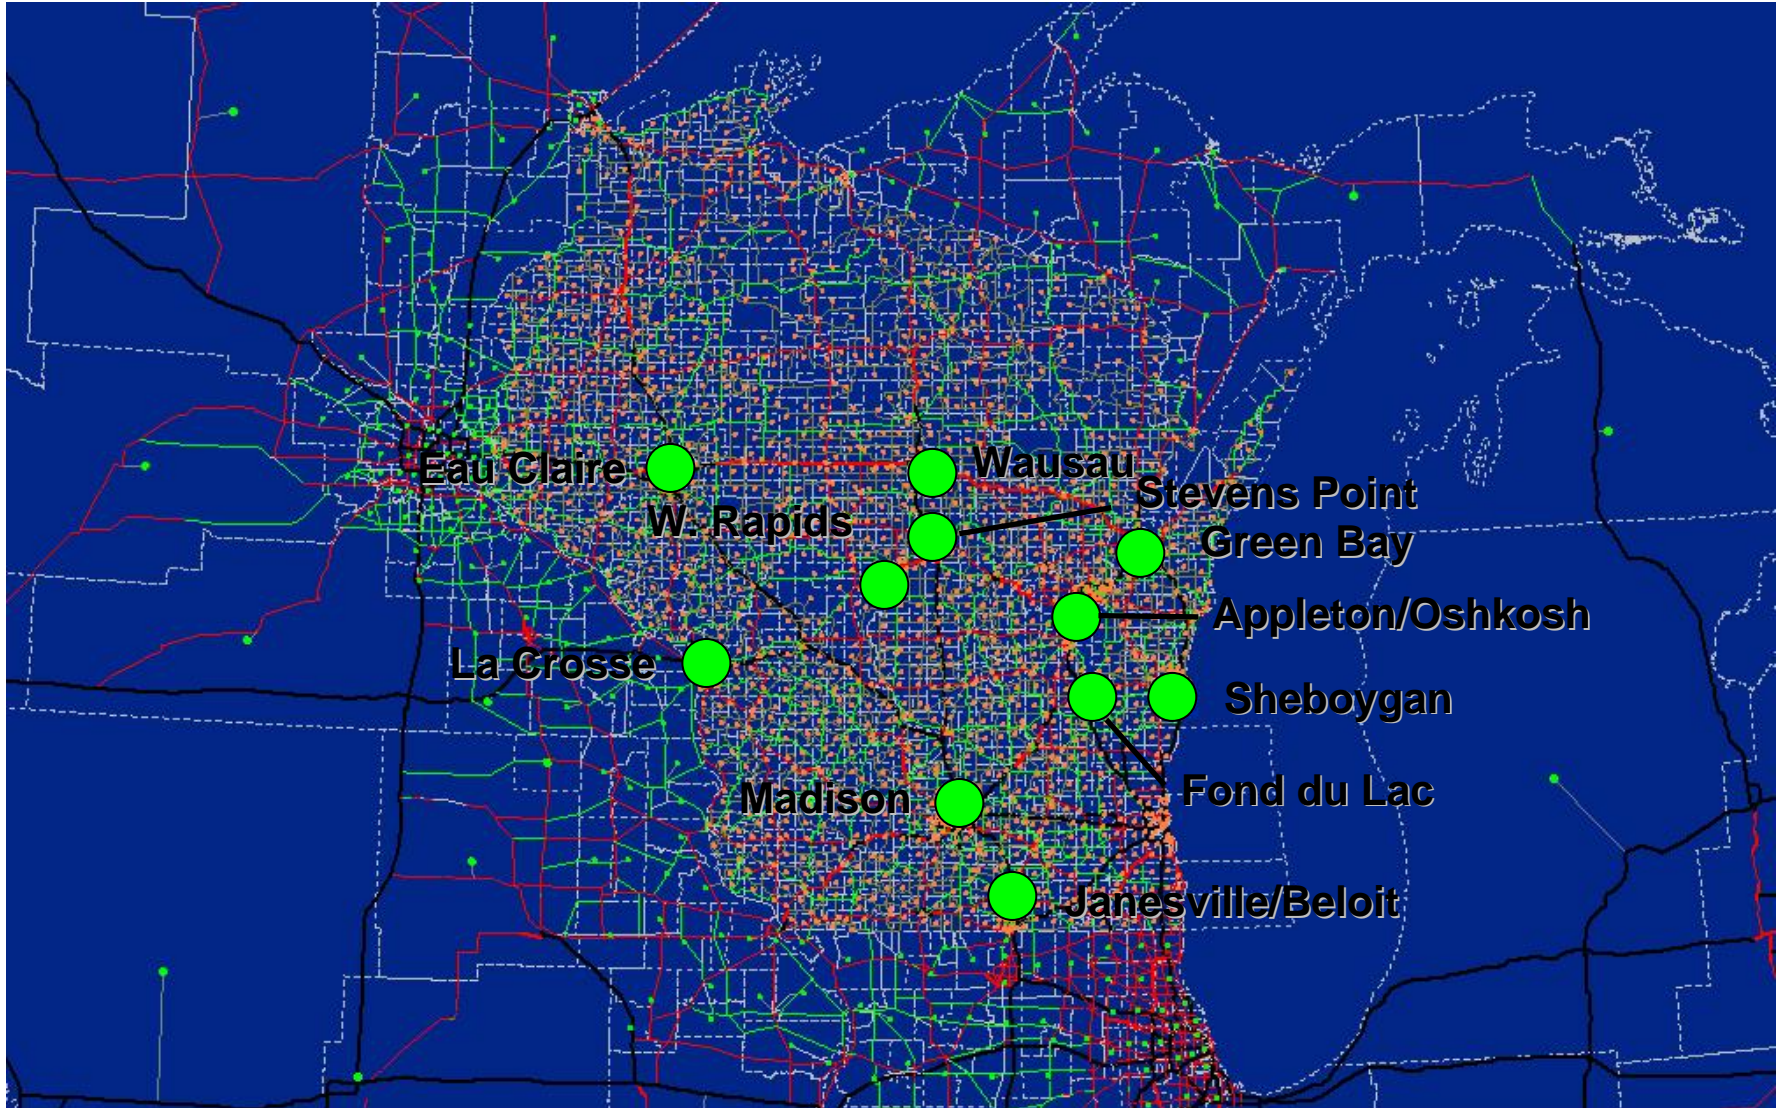 Eau Claire
Wausau
Stevens Point
W. Rapids
Green Bay
Appleton/Oshkosh
La Crosse
Sheboygan
Fond du Lac
Madison
Janesville/Beloit